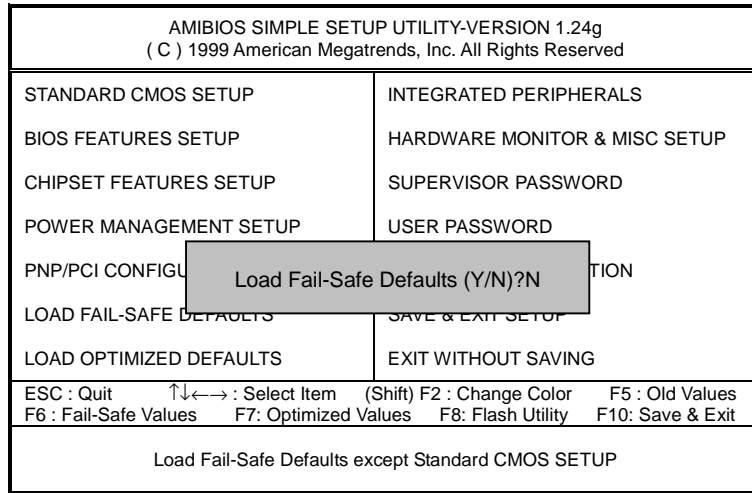 AMIBIOS SIMPLE SETUP UTILITY-VERSION 1.24g
( C ) 1999 American Megatrends, Inc. All Rights Reserved
STANDARD CMOS SETUP
BIOS FEATURES SETUP
CHIPSET FEATURES SETUP
POWER MANAGEMENT SETUP
PNP/PCI
LOAD FAIL-SAFE DEFAULTS
LOAD OPTIMIZED DEFAULTS
INTEGRATED PERIPHERALS
HARDWARE MONITOR & MISC SETUP
SUPERVISOR PASSWORD
USER PASSWORD
SAVE & EXIT SETUP
EXIT WITHOUT SAVING
Load Fail-Safe Defaults (Y/N)?N
ESC : Quit ↑↓←→ : Select Item (Shift) F2 : Change Color F5 : Old Values
F6 : Fail-Safe Values F7: Optimized Values F8: Flash Utility F10: Save & Exit
Load Fail-Safe Defaults except Standard CMOS SETUP